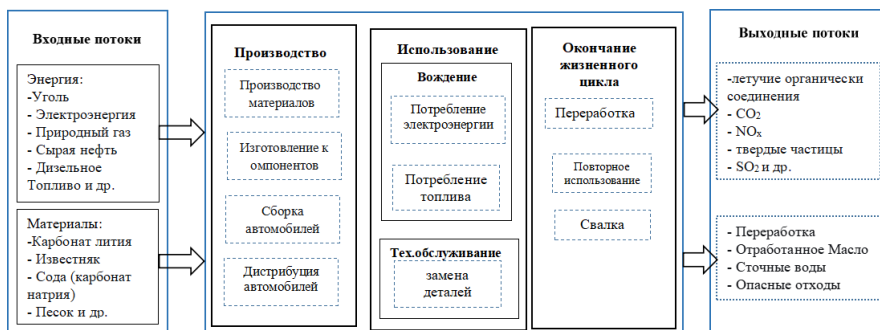 Входные потоки
Энергия:
-Уголь
- Электроэнергия
- Природный газ
- Сырая нефть
- Дизельное
Топливо и др.
Материалы:
-Карбонат лития
- Известняк
- Сода (карбонат
натрия)
- Песок и др.
Производство
Производство
материалов
Изготовление к
омпонентов
Сборка
автомобилей
Дистрибуция
автомобилей
Использование
Вождение
Потребление
электроэнергии
Потребление
топлива
Тех.обслуживание
замена
деталей
Окончание
жизненного
цикла
Переработка
Повторное
использование
Свалка
Выходные потоки
-летучие органически
соединения
- CO₂
- NOₓ
- твердые частицы
- SO₂ и др.
- Переработка
- Отработанное Масло
- Сточные воды
- Опасные отходы